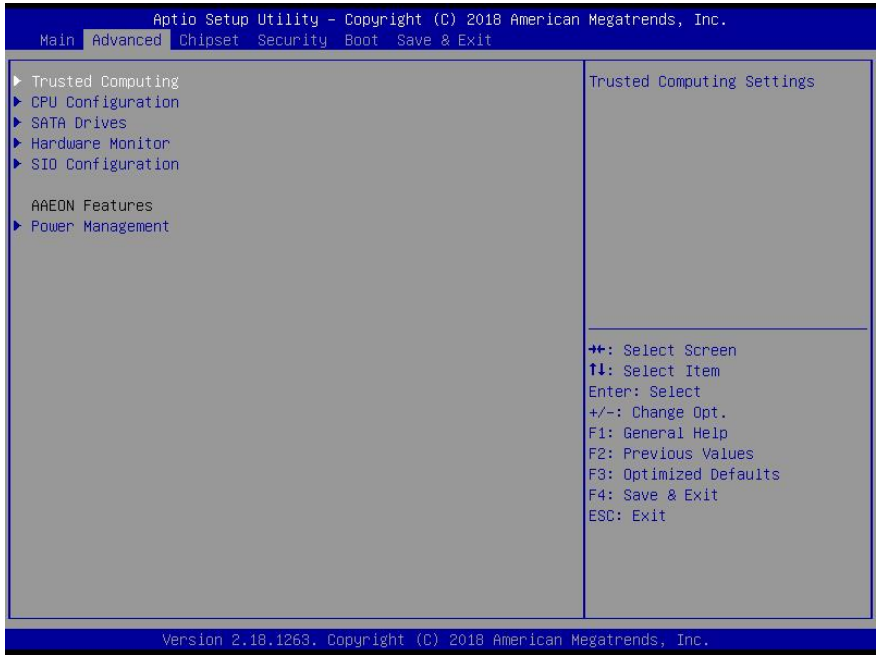 Aptio Setup Utility – Copyright (C) 2018 American Megatrends, Inc.
Main Advanced Chipset Security Boot Save & Exit
Trusted Computing
CPU Configuration
SATA Drives
Hardware Monitor
SIO Configuration
AAEON Features
Power Management
Trusted Computing Settings
→←: Select Screen
↑↓: Select Item
Enter: Select
+/-: Change Opt.
F1: General Help
F2: Previous Values
F3: Optimized Defaults
F4: Save & Exit
ESC: Exit
Version 2.18.1263. Copyright (C) 2018 American Megatrends, Inc.